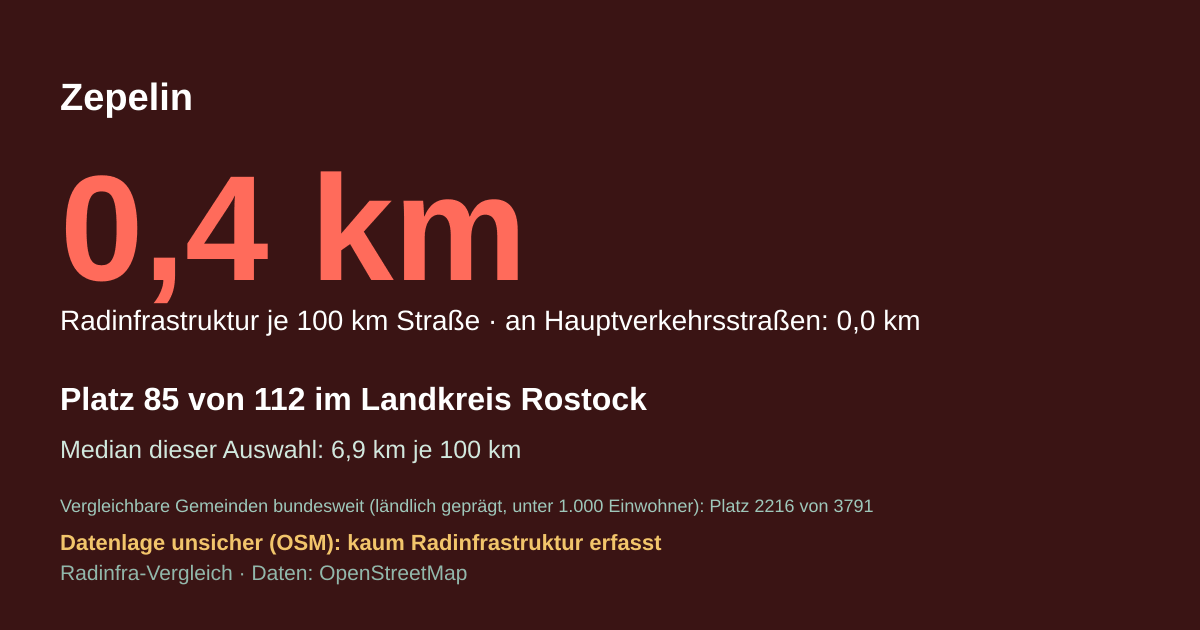 Zepelin
0,4 km
Radinfrastruktur je 100 km Straße · an Hauptverkehrsstraßen: 0,0 km
Platz 85 von 112 im Landkreis Rostock
Median dieser Auswahl: 6,9 km je 100 km
Vergleichbare Gemeinden bundesweit (ländlich geprägt, unter 1.000 Einwohner): Platz 2216 von 3791
Datenlage unsicher (OSM): kaum Radinfrastruktur erfasst
Radinfra-Vergleich · Daten: OpenStreetMap